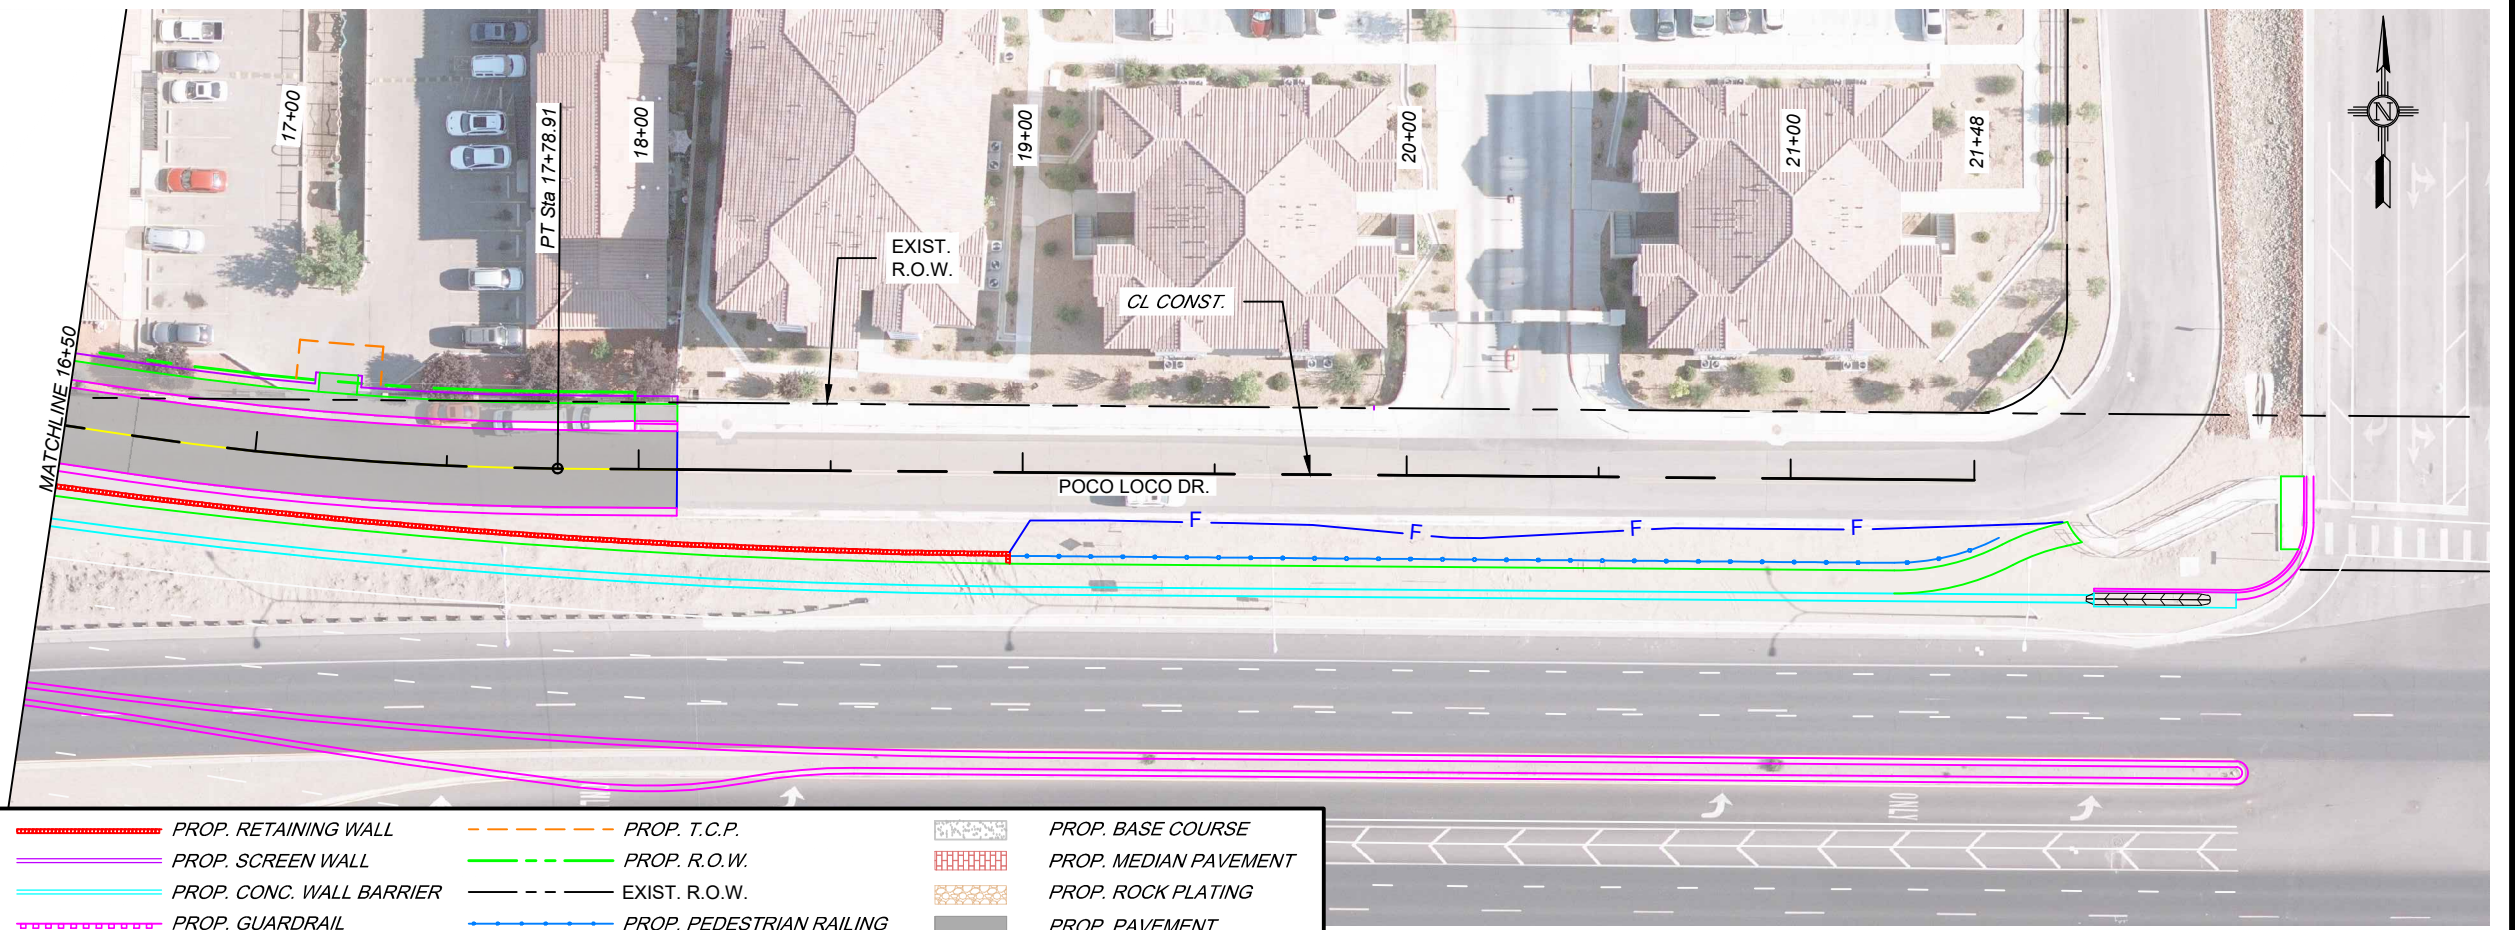 17+00
PT Sta 17+78.91
18+00
19+00
20+00
21+00
21+48
N
EXIST.
R.O.W.
CL CONST.
MATCHLINE 16+50
POCO LOCO DR.
F
F
F
F
ONLY
PROP. RETAINING WALL
PROP. T.C.P.
PROP. BASE COURSE
PROP. SCREEN WALL
PROP. R.O.W.
PROP. MEDIAN PAVEMENT
PROP. CONC. WALL BARRIER
EXIST. R.O.W.
PROP. ROCK PLATING
PROP. GUARDRAIL
PROP. PEDESTRIAN RAILING
PROP. PAVEMENT